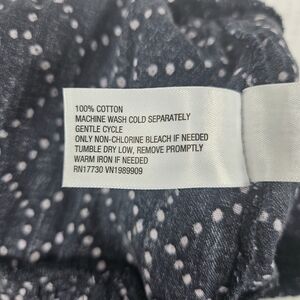 100% COTTON
MACHINE WASH COLD SEPARATELY
GENTLE CYCLE
ONLY NON-CHLORINE BLEACH IF NEEDED
TUMBLE DRY LOW, REMOVE PROMPTLY
WARM IRON IF NEEDED
RN17730 VN1989909